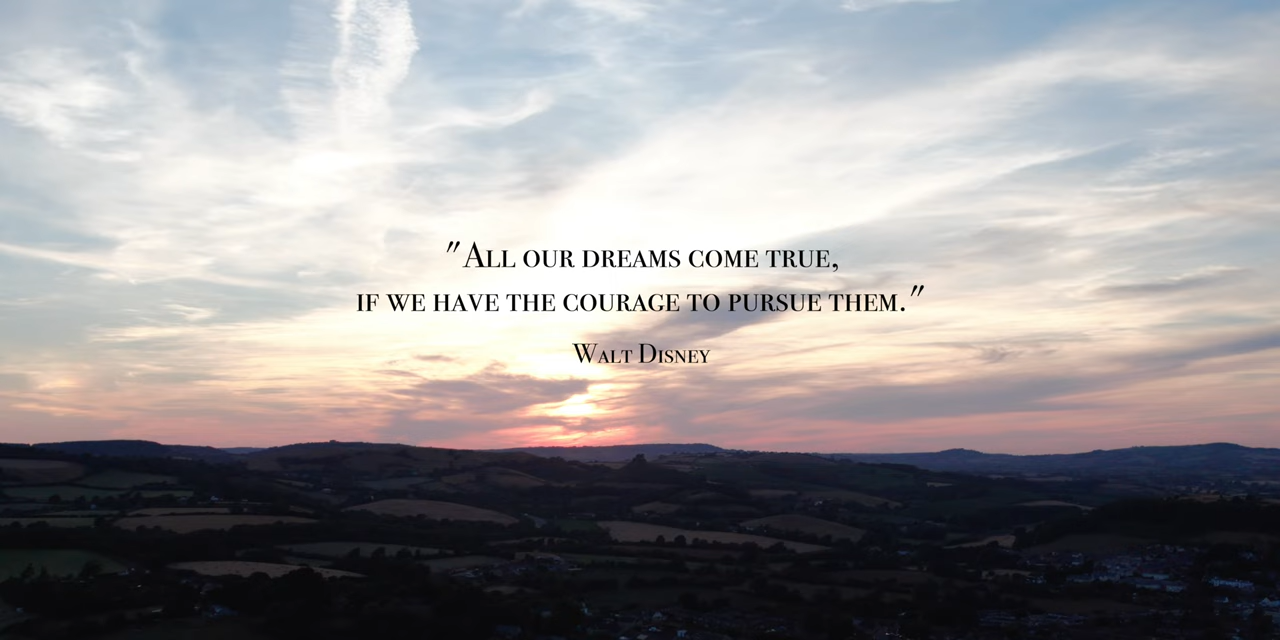 "All our dreams come true,
if we have the courage to pursue them."
Walt Disney